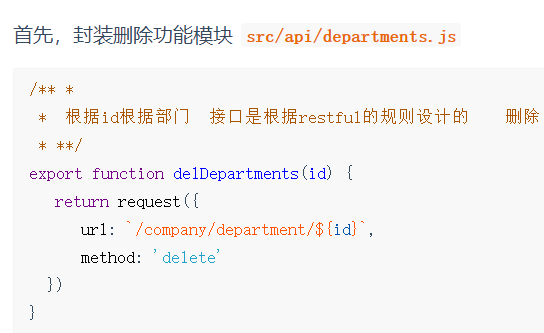 首先，封装删除功能模块 src/api/departments.js
/** *
 *  根据id根据部门  接口是根据restful的规则设计的    删除
 * **/
export function delDepartments(id) {
   return request({
      url: `/company/department/${id}`,
      method: 'delete'
  })
}